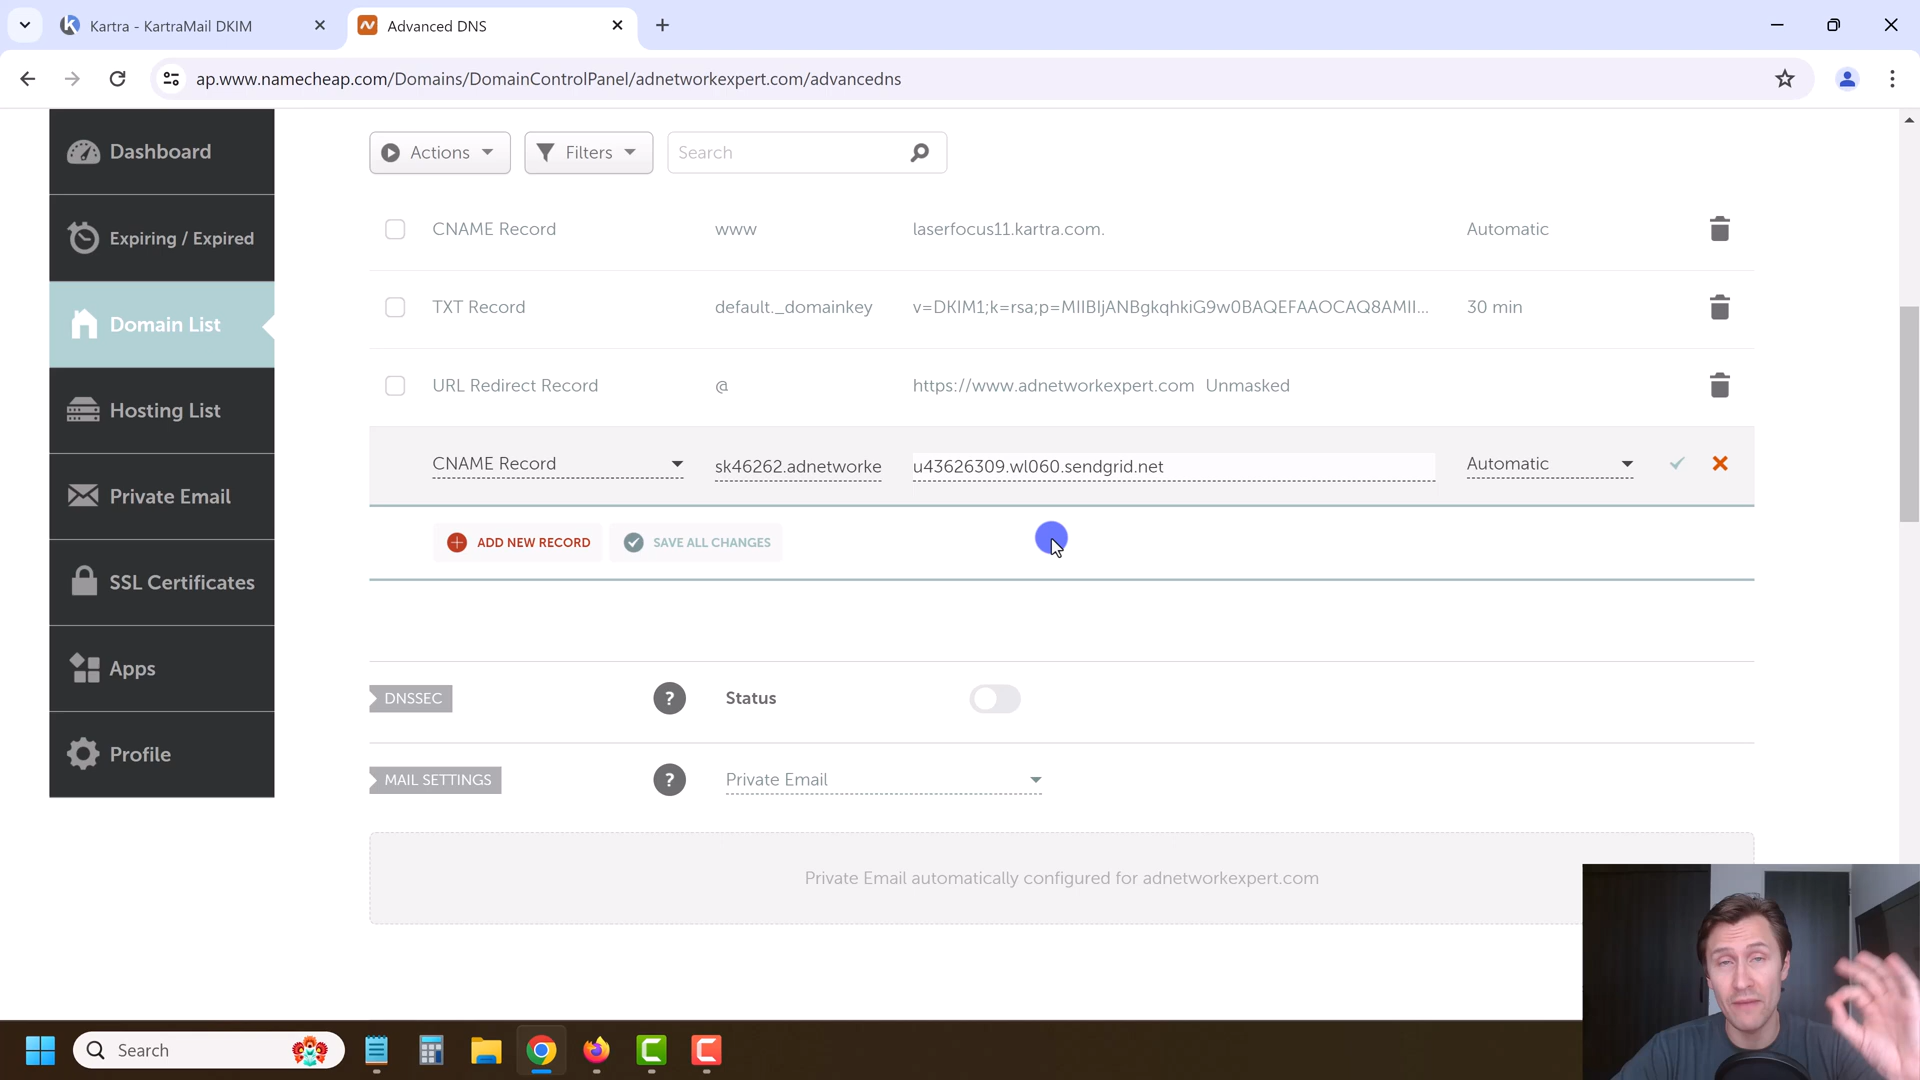 Kartra - KartraMail DKIM
Advanced DNS
ap.www.namecheap.com/Domains/DomainControlPanel/adnetworkexpert.com/advancedns
Dashboard
Expiring / Expired
Domain List
Hosting List
Private Email
SSL Certificates
Apps
Profile
Actions Filters Search
CNAME Record www laserfocus11.kartra.com. Automatic
TXT Record default._domainkey v=DKIM1;k=rsa;p=MIIBIjANBgkqhkiG9w0BAQEFAAOCAQ8AMII... 30 min
URL Redirect Record @ https://www.adnetworkexpert.com Unmasked
CNAME Record sk46262.adnetworke u43626309.wl060.sendgrid.net Automatic
ADD NEW RECORD SAVE ALL CHANGES
DNSSEC ? Status
MAIL SETTINGS ? Private Email
Private Email automatically configured for adnetworkexpert.com
Search